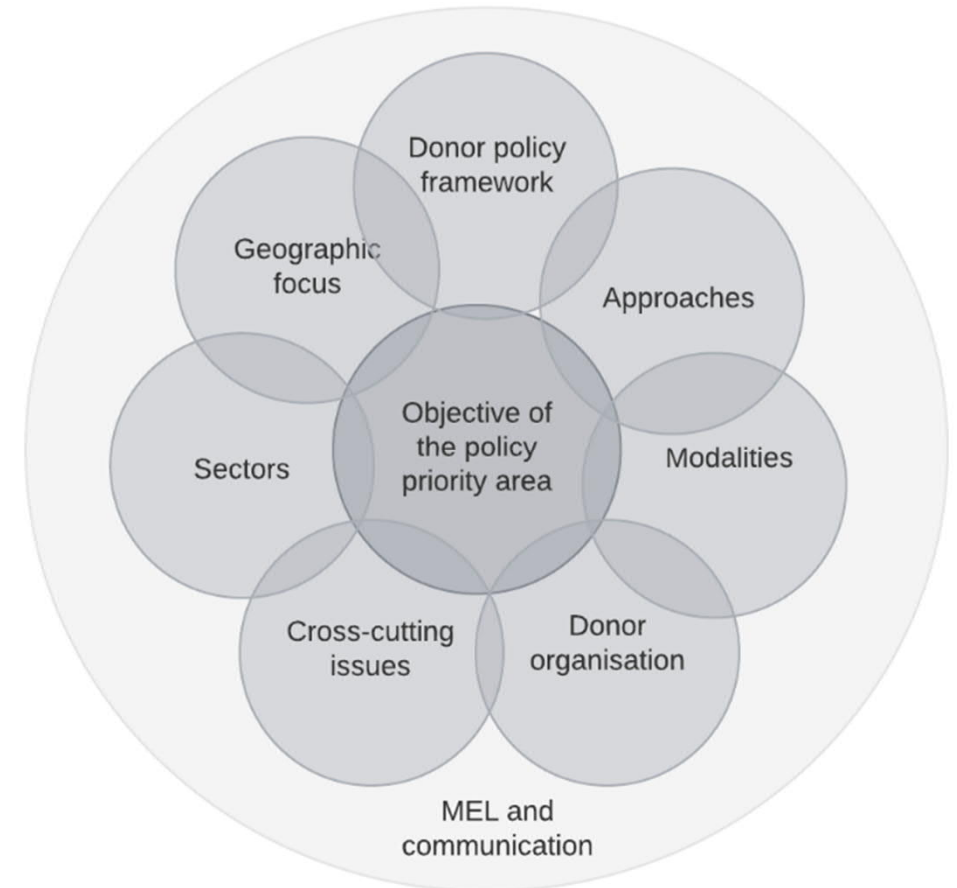 Donor policy
framework
Geographic
focus
Approaches
Objective of
the policy
priority area
Modalities
Sectors
Cross-cutting
issues
Donor
organisation
MEL and
communication